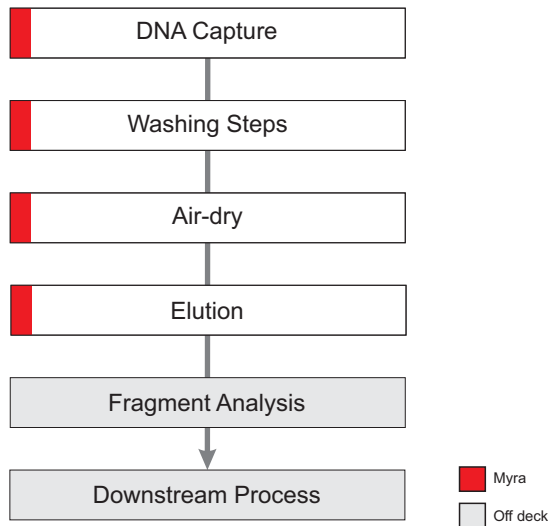 DNA Capture
Washing Steps
Air-dry
Elution
Fragment Analysis
Downstream Process
Myra
Off deck